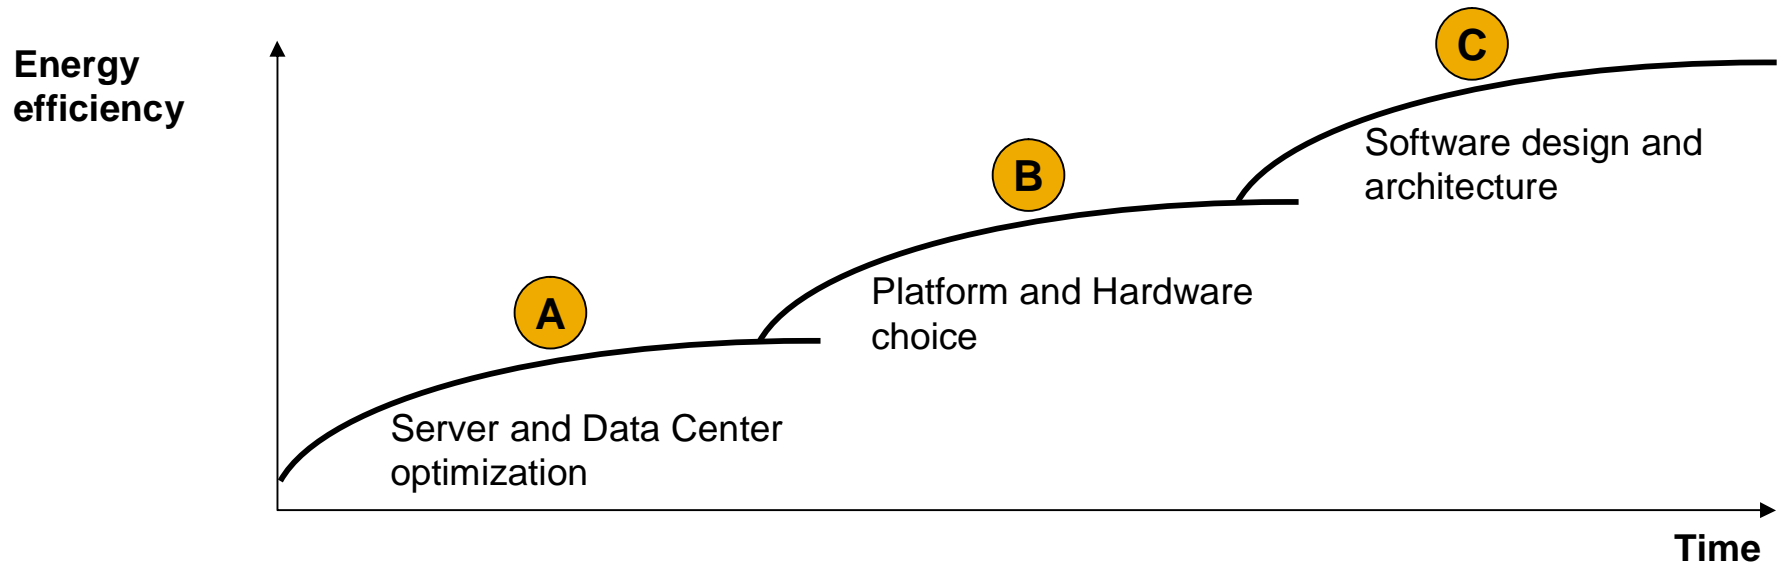 Energy
efficiency
C
Software design and
architecture
B
Platform and Hardware
choice
A
Server and Data Center
optimization
Time